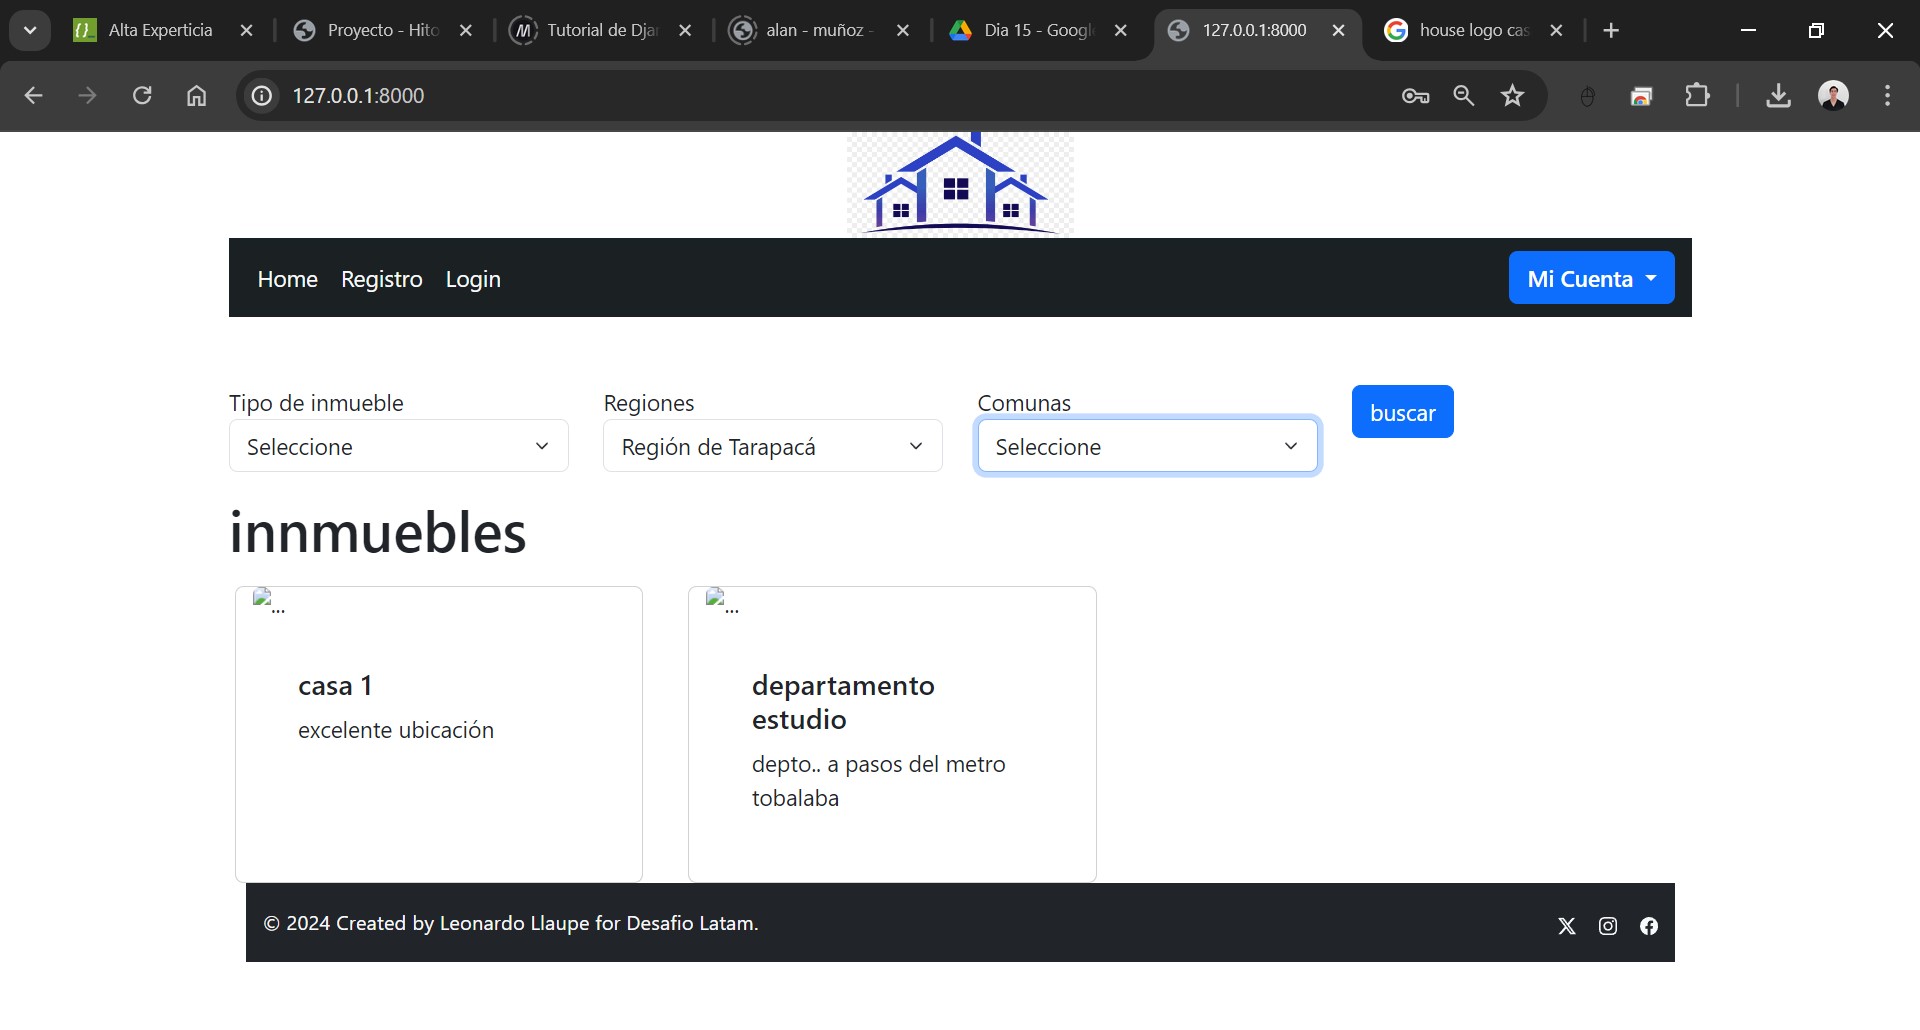 Alta Experticia
Proyecto - Hito
Tutorial de Djan
alan - muñoz -
Dia 15 - Google
127.0.0.1:8000
house logo cas
127.0.0.1:8000
Home Registro Login Mi Cuenta
Tipo de inmueble Regiones Comunas
Seleccione Región de Tarapacá Seleccione buscar
innmuebles
...
casa 1
excelente ubicación
...
departamento
estudio
depto.. a pasos del metro
tobalaba
© 2024 Created by Leonardo Llaupe for Desafio Latam.